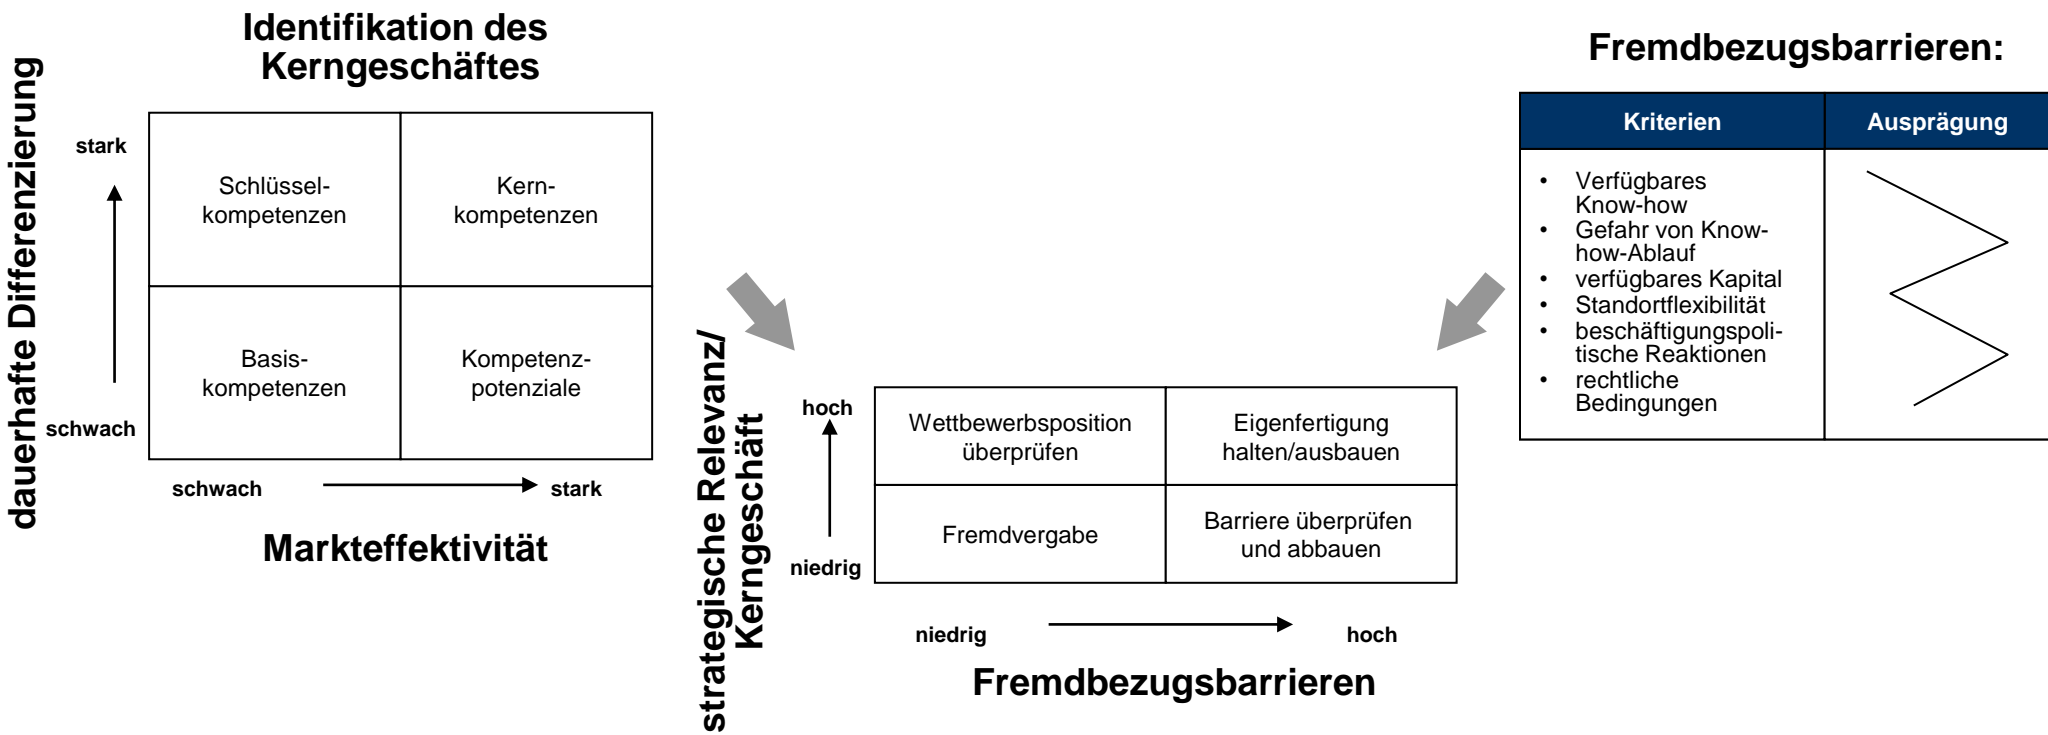 Identifikation des
Kerngeschäftes
dauerhafte Differenzierung
stark
schwach
Schlüssel-
kompetenzen
Kern-
kompetenzen
Basis-
kompetenzen
Kompetenz-
potenziale
schwach
stark
Markteffektivität
strategische Relevanz/
Kerngeschäft
hoch
niedrig
Wettbewerbsposition
überprüfen
Eigenfertigung
halten/ausbauen
Fremdvergabe
Barriere überprüfen
und abbauen
niedrig
hoch
Fremdbezugsbarrieren
Fremdbezugsbarrieren:
Kriterien
Ausprägung
• Verfügbares
Know-how
• Gefahr von Know-
how-Ablauf
• verfügbares Kapital
• Standortflexibilität
• beschäftigungspoli-
tische Reaktionen
• rechtliche
Bedingungen